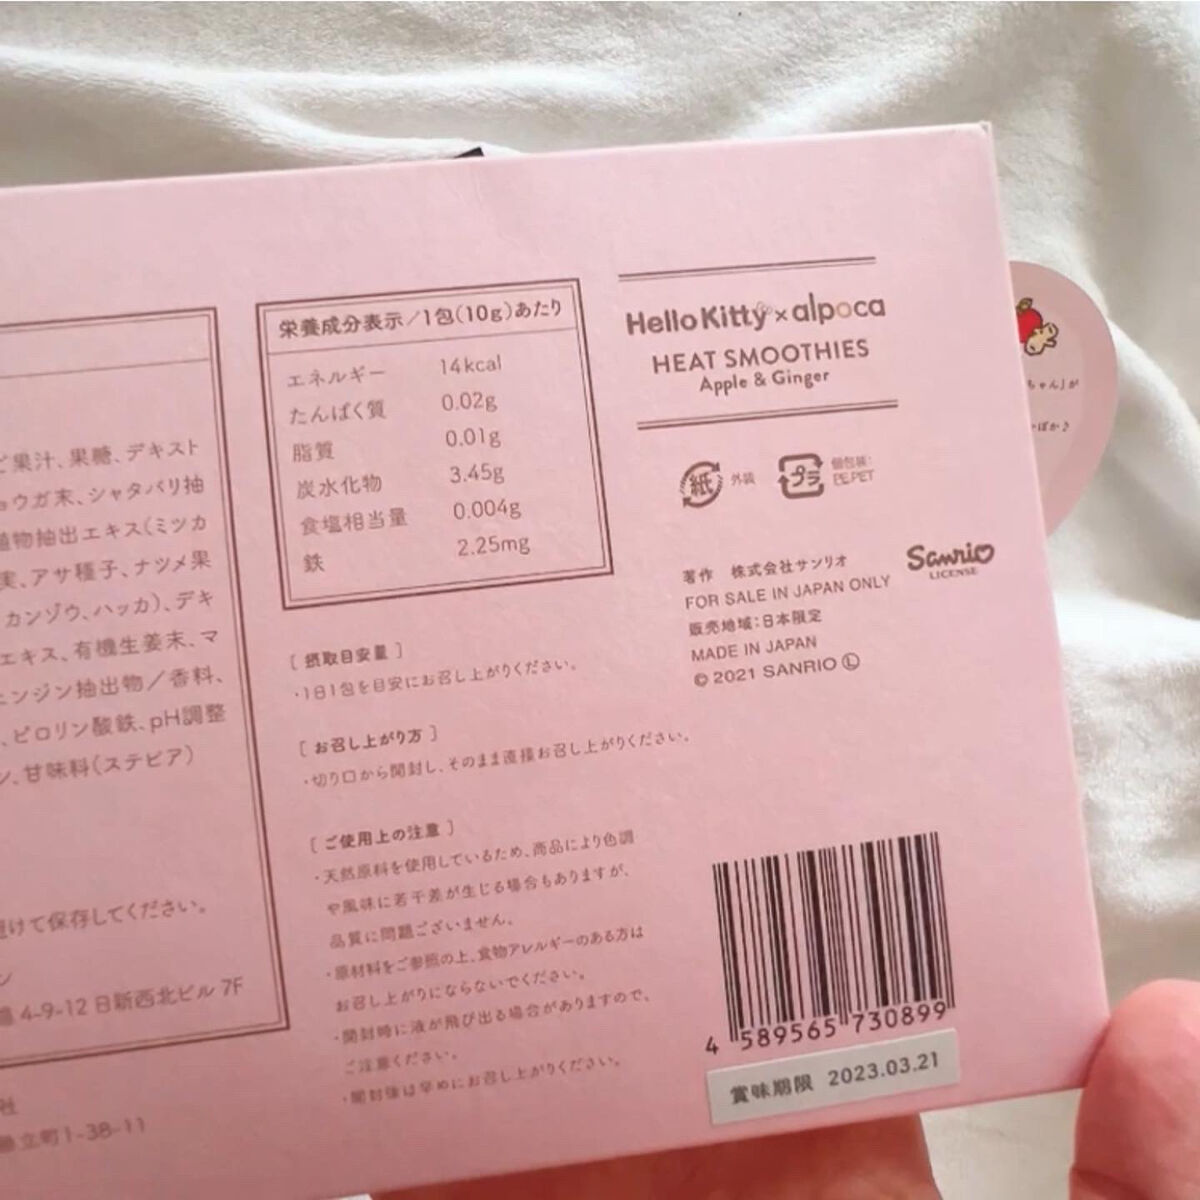 ど果汁、果糖、デキスト
ョウガ末、シャタバリ抽
植物抽出エキス(ミツカ
実、アサ種子、ナツメ果
カンゾウ、ハッカ)、デキ
エキス、有機生姜末、マ
ェンジン抽出物/香料、
、ピロリン酸鉄、pH調整
ン、甘味料(ステビア)
避けて保存してください。
ン
4-9-12 日新西北ビル 7F
社
立町1-38-11
栄養成分表示/1包(10g)あたり
エネルギー 14kcal
たんぱく質 0.02g
脂質 0.01g
炭水化物 3.45g
食塩相当量 0.004g
鉄 2.25mg
[ 摂取目安量 ]
・1日1包を目安にお召し上がりください。
[ お召し上がり方 ]
・切り口から開封し、そのまま直接お召し上がりください。
[ ご使用上の注意 ]
・天然原料を使用しているため、商品により色調
や風味に若干差が生じる場合もありますが、
品質に問題ございません。
・原材料をご参照の上、食物アレルギーのある方は
お召し上がりにならないでください。
・開封時に液が飛び出る場合がありますので、
ご注意ください。
・開封後は早めにお召し上がりください。
Hello Kitty × alpoca
HEAT SMOOTHIES
Apple & Ginger
紙 外装 プラ 個包装:
PE,PET
著作 株式会社サンリオ
FOR SALE IN JAPAN ONLY
販売地域:日本限定
MADE IN JAPAN
© 2021 SANRIO Ⓛ
Sanrio
LICENSE
4 589565 730899
賞味期限 2023.03.21
ちゃん」が
ぽか♪